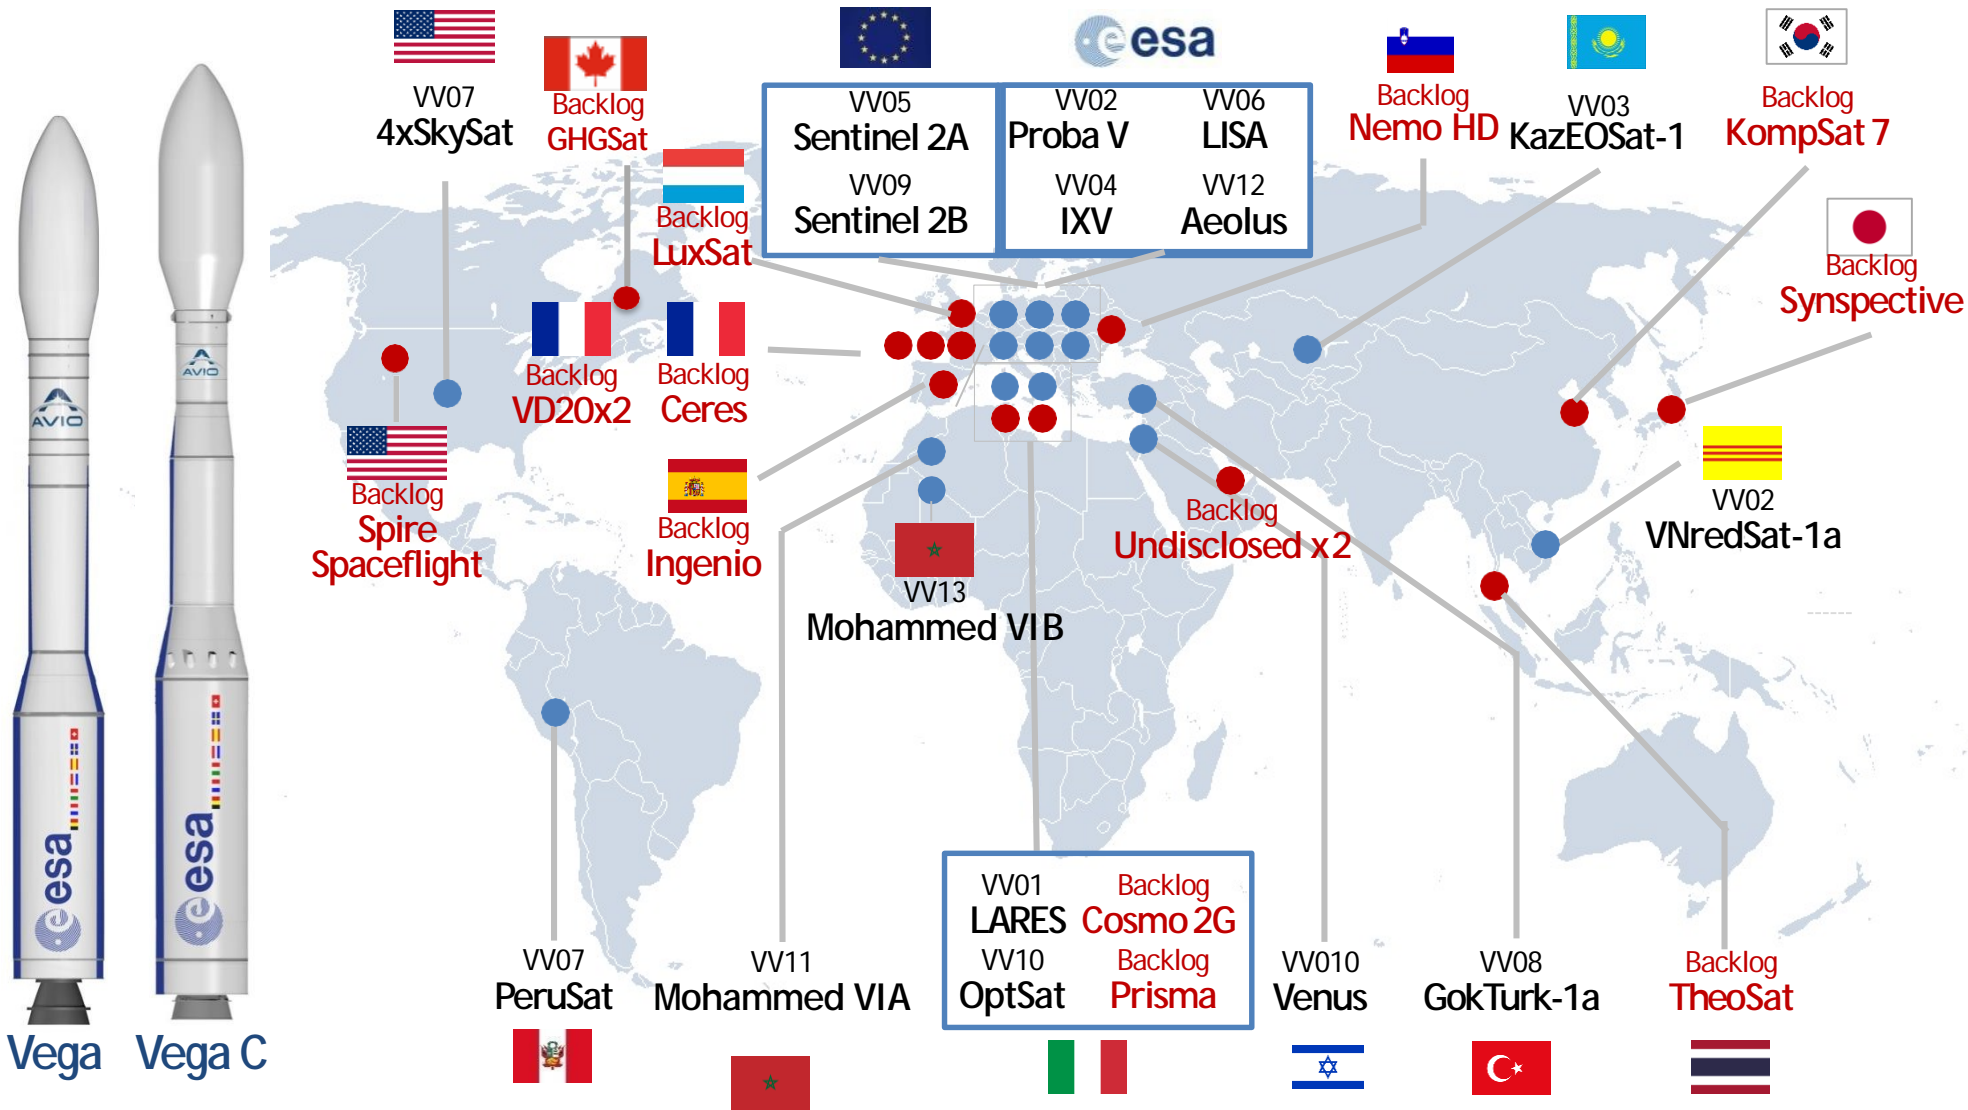 VV07
4xSkySat
Backlog
GHGSat
Backlog
LuxSat
VV05
Sentinel 2A
VV09
Sentinel 2B
esa
VV02
Proba V
VV06
LISA
VV04
IXV
VV12
Aeolus
Backlog
Nemo HD
VV03
KazEOSat-1
Backlog
KompSat 7
Backlog
Synspective
Backlog
VD20x2
Backlog
Ceres
Backlog
Spire
Spaceflight
Backlog
Ingenio
VV13
Mohammed VIB
Backlog
Undisclosed x2
VV02
VNredSat-1a
VV07
PeruSat
VV11
Mohammed VIA
VV01
LARES
Backlog
Cosmo 2G
VV10
OptSat
Backlog
Prisma
VV010
Venus
VV08
GokTurk-1a
Backlog
TheoSat
AVIO
esa
Vega
AVIO
esa
Vega C